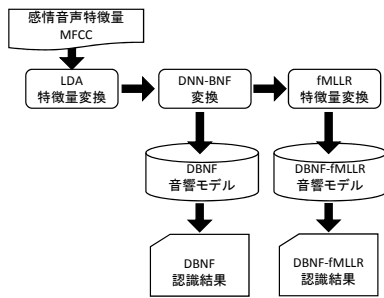 感情音声特徴量
MFCC
LDA
特徴量変換
DNN-BNF
変換
fMLLR
特徴量変換
DBNF
音響モデル
DBNF-fMLLR
音響モデル
DBNF
認識結果
DBNF-fMLLR
認識結果